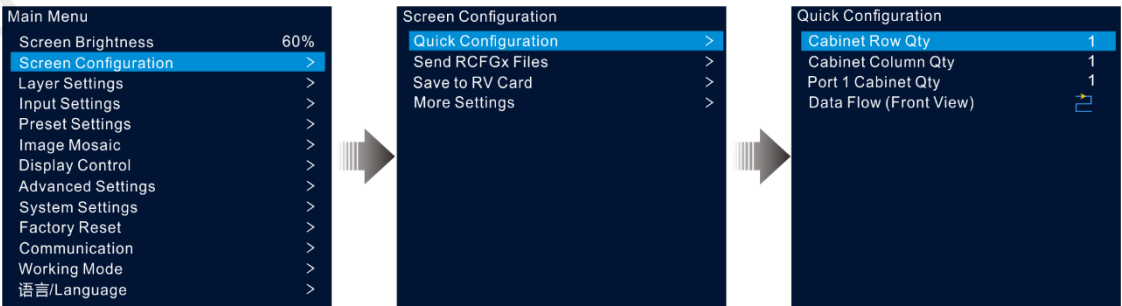 Main Menu
Screen Brightness 60%
Screen Configuration >
Layer Settings >
Input Settings >
Preset Settings >
Image Mosaic >
Display Control >
Advanced Settings >
System Settings >
Factory Reset >
Communication >
Working Mode >
语言/Language >
Screen Configuration
Quick Configuration >
Send RCFGx Files >
Save to RV Card >
More Settings >
Quick Configuration
Cabinet Row Qty 1
Cabinet Column Qty 1
Port 1 Cabinet Qty 1
Data Flow (Front View)